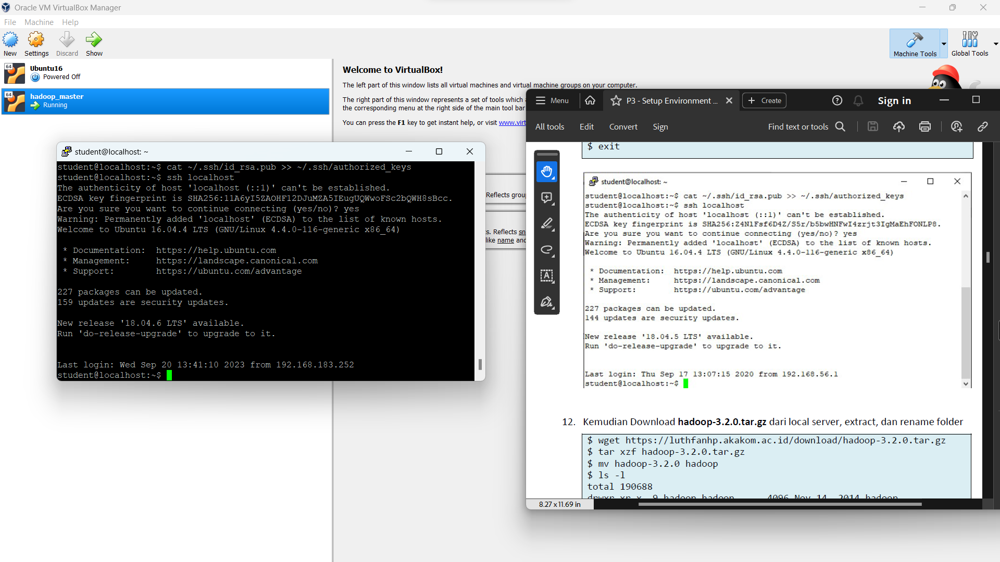 Oracle VM VirtualBox Manager
File Machine Help
New Settings Discard Show
Machine Tools Global Tools
64 Ubuntu16
Powered Off
64 hadoop_master
Running
Welcome to VirtualBox!
The left part of this window lists all virtual machines and virtual machine groups on your computer.
The right part of this window represents a set of tools which
the corresponding menu at the right side of the main tool bar
You can press the F1 key to get instant help, or visit www.virt
Reflects grou
s. Reflects sn
like name and
student@localhost: ~
student@localhost:~$ cat ~/.ssh/id_rsa.pub >> ~/.ssh/authorized_keys
student@localhost:~$ ssh localhost
The authenticity of host 'localhost (::1)' can't be established.
ECDSA key fingerprint is SHA256:11A6yI5ZAOHF12DJuMZA5IEugUQWwoFSc2bQWH8sBcc.
Are you sure you want to continue connecting (yes/no)? yes
Warning: Permanently added 'localhost' (ECDSA) to the list of known hosts.
Welcome to Ubuntu 16.04.4 LTS (GNU/Linux 4.4.0-116-generic x86_64)
* Documentation: https://help.ubuntu.com
* Management: https://landscape.canonical.com
* Support: https://ubuntu.com/advantage
227 packages can be updated.
159 updates are security updates.
New release '18.04.6 LTS' available.
Run 'do-release-upgrade' to upgrade to it.
Last login: Wed Sep 20 13:41:10 2023 from 192.168.183.252
student@localhost:~$
Menu P3 - Setup Environment ... Create Sign in
All tools Edit Convert Sign Find text or tools
$ exit
student@localhost: ~
student@localhost:~$ cat ~/.ssh/id_rsa.pub >> ~/.ssh/authorized_keys
student@localhost:~$ ssh localhost
The authenticity of host 'localhost (::1)' can't be established.
ECDSA key fingerprint is SHA256:Z4NlFsf6D4Z/S5r/b5bwHNFwI4zrjt3IgMaEhFONLP8.
Are you sure you want to continue connecting (yes/no)? yes
Warning: Permanently added 'localhost' (ECDSA) to the list of known hosts.
Welcome to Ubuntu 16.04.4 LTS (GNU/Linux 4.4.0-116-generic x86_64)
* Documentation: https://help.ubuntu.com
* Management: https://landscape.canonical.com
* Support: https://ubuntu.com/advantage
227 packages can be updated.
144 updates are security updates.
New release '18.04.5 LTS' available.
Run 'do-release-upgrade' to upgrade to it.
Last login: Thu Sep 17 13:07:15 2020 from 192.168.56.1
student@localhost:~$
12. Kemudian Download hadoop-3.2.0.tar.gz dari local server, extract, dan rename folder
$ wget https://luthfanhp.akakom.ac.id/download/hadoop-3.2.0.tar.gz
$ tar xzf hadoop-3.2.0.tar.gz
$ mv hadoop-3.2.0 hadoop
$ ls -l
total 190688
drwxr-xr-x 9 hadoop hadoop 4096 Nov 14 2014 hadoop
8.27 x 11.69 in